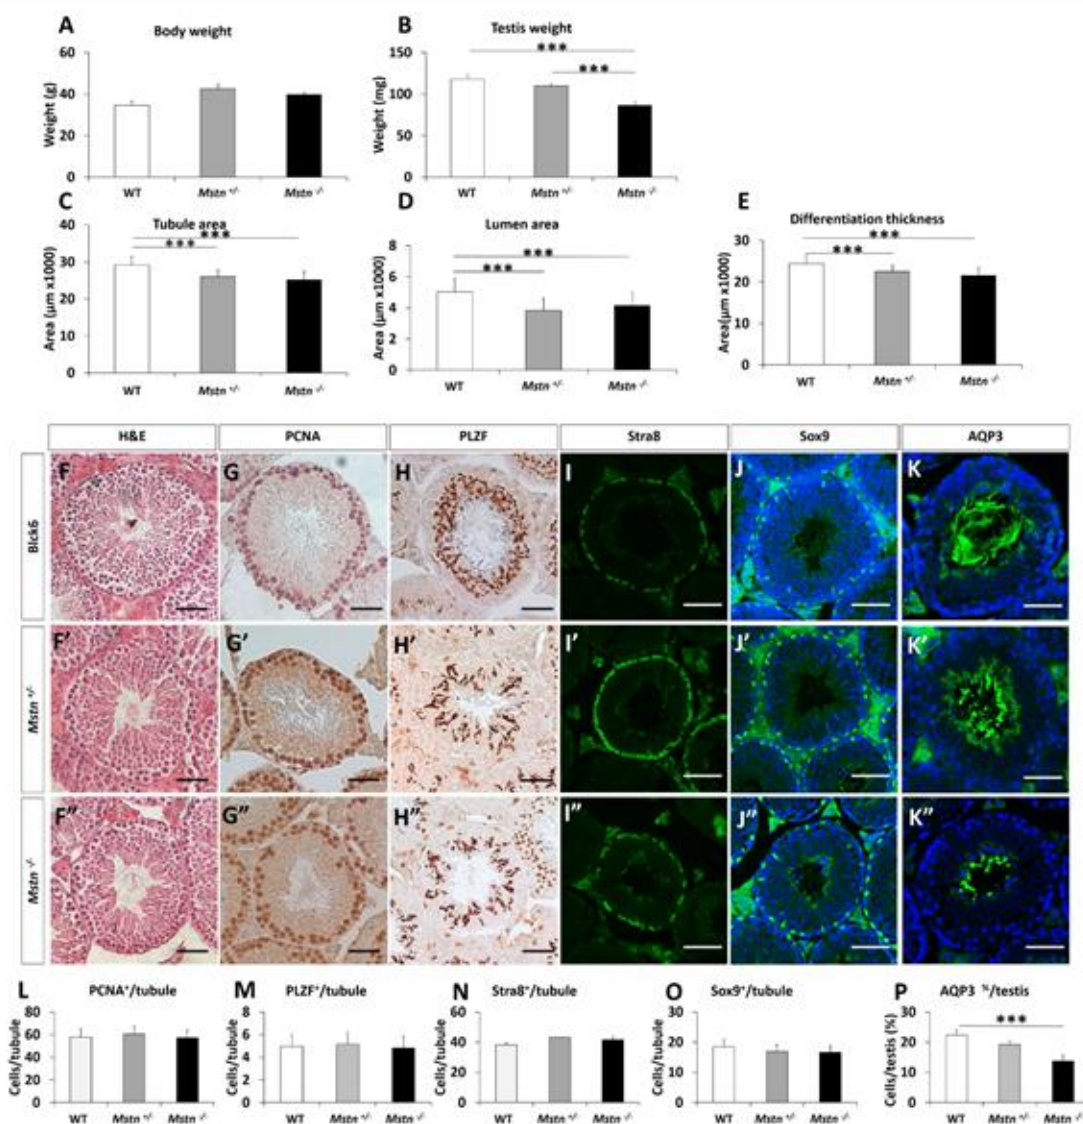 A
Body weight
Weight (g)
60
40
20
0
WT
Mstn +/-
Mstn -/-
B
Testis weight
Weight (mg)
150
100
50
0
***
***
WT
Mstn +/-
Mstn -/-
C
Tubule area
Area (µm x1000)
40
30
20
10
0
***
***
WT
Mstn +/-
Mstn -/-
D
Lumen area
Area (µm x1000)
8
6
4
2
0
***
***
WT
Mstn +/-
Mstn -/-
E
Differentiation thickness
Area(µm x1000)
30
20
10
0
***
***
WT
Mstn +/-
Mstn -/-
H&E PCNA PLZF Stra8 Sox9 AQP3
Blck6
F G H I J K
Mstn +/-
F' G' H' I' J' K'
Mstn -/-
F" G" H" I" J" K"
L
PCNA+/tubule
Cells/tubule
80
60
40
20
0
WT
Mstn +/-
Mstn -/-
M
PLZF+/tubule
Cells/tubule
8
6
4
2
0
WT
Mstn +/-
Mstn -/-
N
Stra8+/tubule
Cells/tubule
60
40
20
0
WT
Mstn +/-
Mstn -/-
O
Sox9+/tubule
Cells/tubule
30
20
10
0
WT
Mstn +/-
Mstn -/-
P
AQP3 %/testis
Cells/testis (%)
30
20
10
0
***
WT
Mstn +/-
Mstn -/-